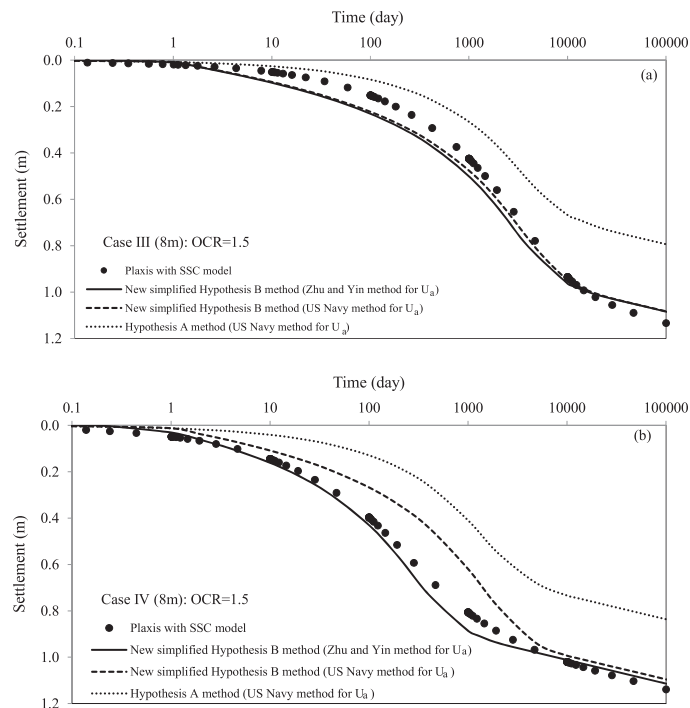 Time (day)
0.1 1 10 100 1000 10000 100000
0.0
(a)
0.2
0.4
0.6
0.8
1.0
1.2
Settlement (m)
Case III (8m): OCR=1.5
Plaxis with SSC model
New simplified Hypothesis B method (Zhu and Yin method for Ua)
New simplified Hypothesis B method (US Navy method for Ua)
Hypothesis A method (US Navy method for Ua)
Time (day)
0.1 1 10 100 1000 10000 100000
0.0
(b)
0.2
0.4
0.6
0.8
1.0
1.2
Settlement (m)
Case IV (8m): OCR=1.5
Plaxis with SSC model
New simplified Hypothesis B method (Zhu and Yin method for Ua)
New simplified Hypothesis B method (US Navy method for Ua )
Hypothesis A method (US Navy method for Ua )